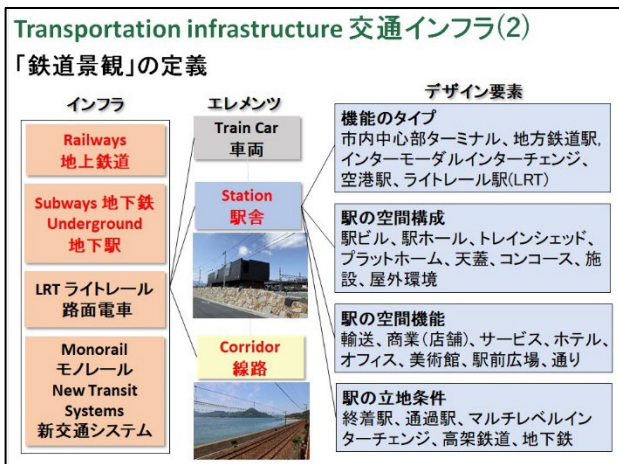 Transportation infrastructure 交通インフラ(2)
「鉄道景観」の定義
インフラ
Railways
地上鉄道
Subways 地下鉄
Underground
地下駅
LRT ライトレール
路面電車
Monorail
モノレール
New Transit
Systems
新交通システム
エレメンツ
Train Car
車両
Station
駅舎
Corridor
線路
デザイン要素
機能のタイプ
市内中心部ターミナル、地方鉄道駅,
インターモーダルインターチェンジ、
空港駅、ライトレール駅(LRT)
駅の空間構成
駅ビル、駅ホール、トレインシェッド、
プラットホーム、天蓋、コンコース、施
設、屋外環境
駅の空間機能
輸送、商業(店舗)、サービス、ホテル、
オフィス、美術館、駅前広場、通り
駅の立地条件
終着駅、通過駅、マルチレベルイン
ターチェンジ、高架鉄道、地下鉄